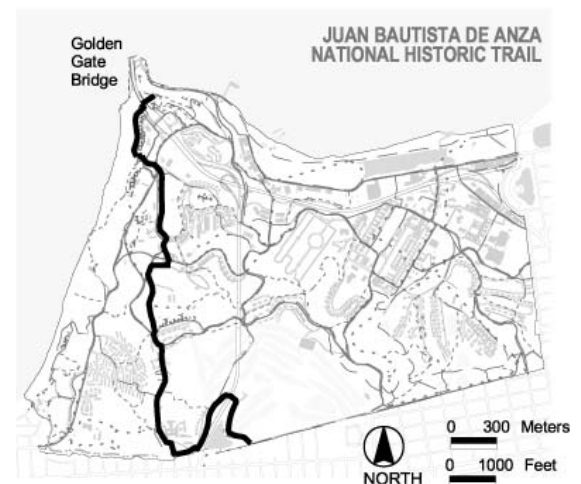 JUAN BAUTISTA DE ANZA
NATIONAL HISTORIC TRAIL
Golden
Gate
Bridge
NORTH
0 300 Meters
0 1000 Feet